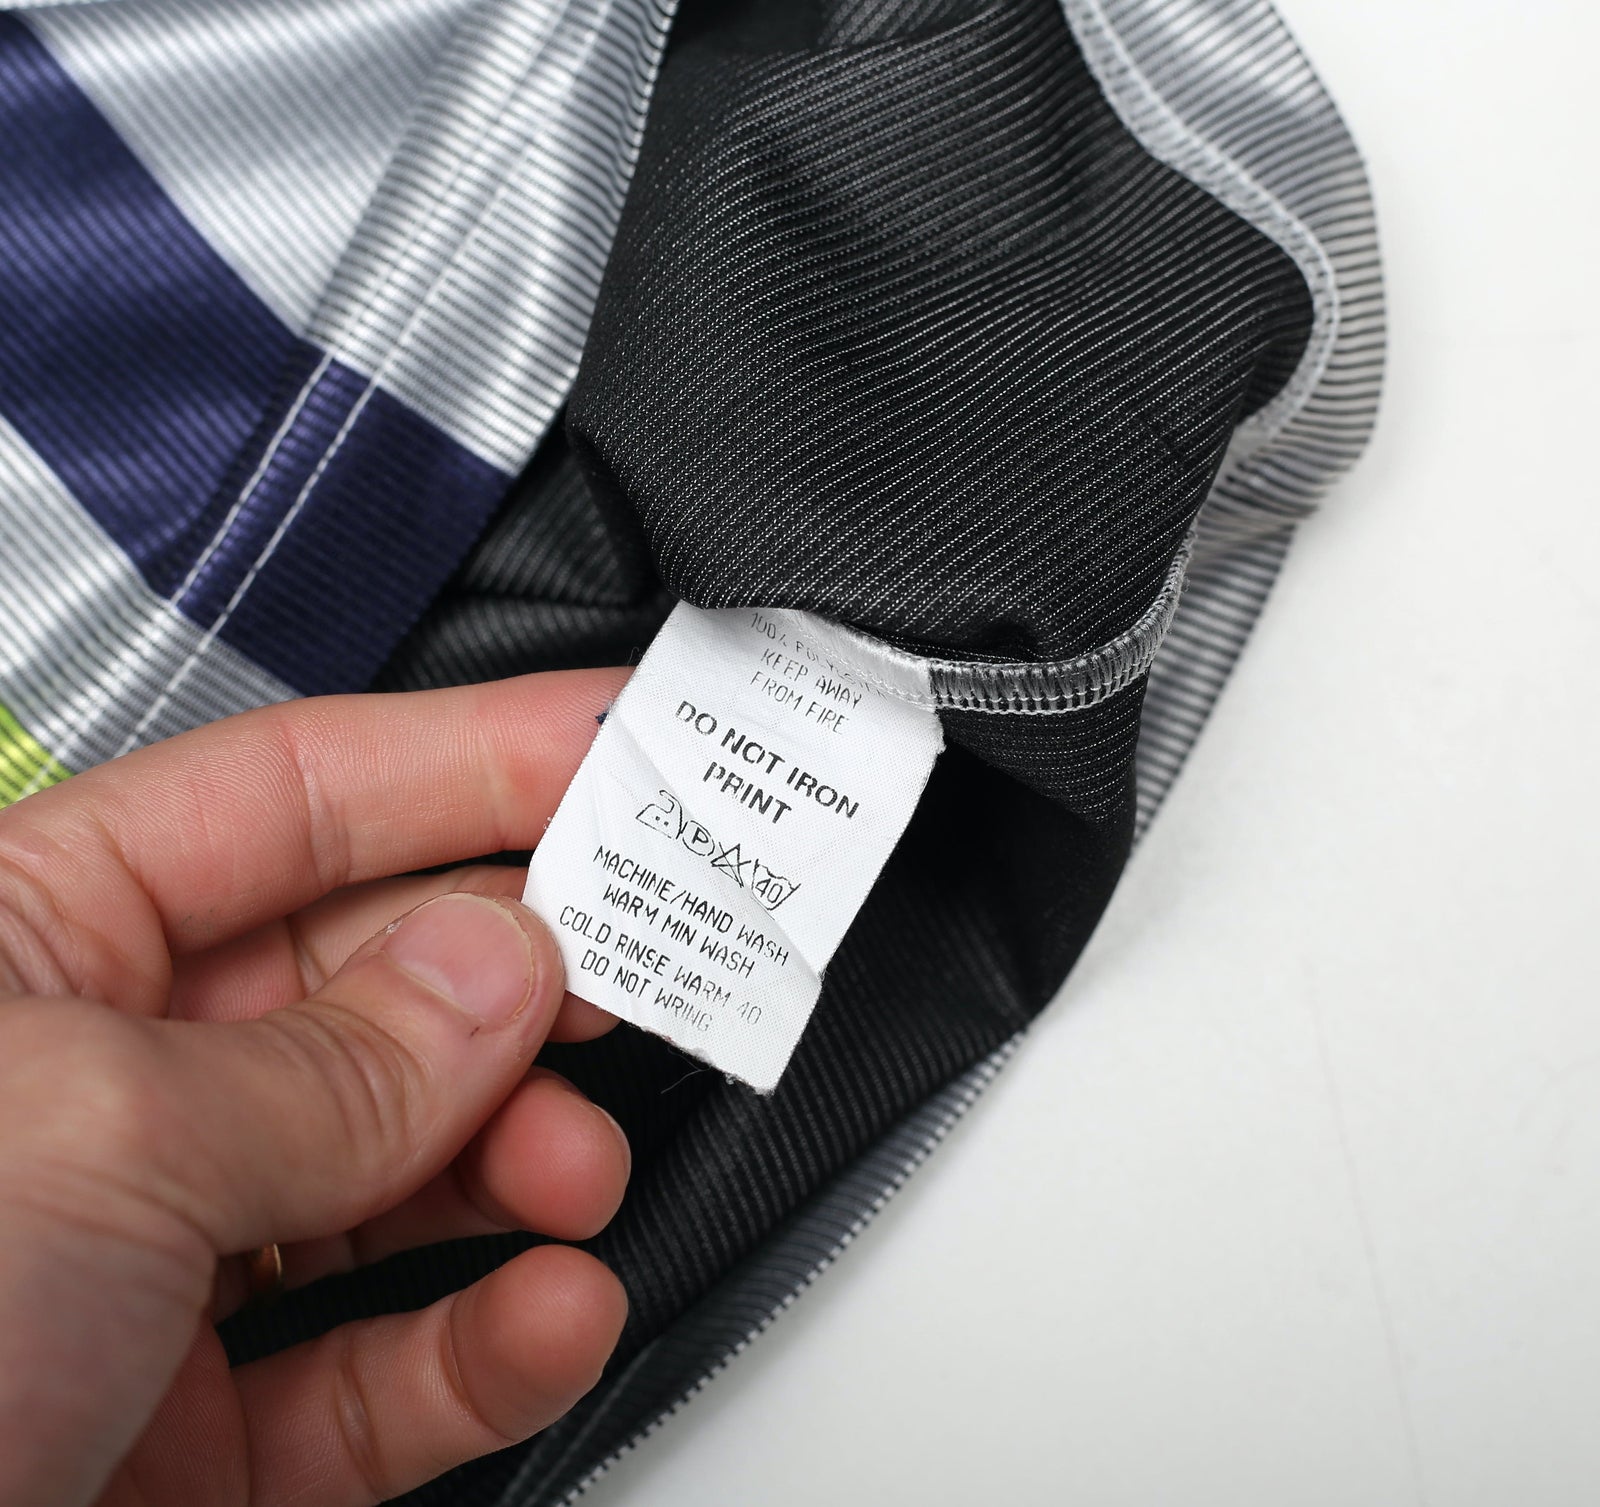 100% POLYESTER
KEEP AWAY
FROM FIRE
DO NOT IRON
PRINT
P 40
MACHINE/HAND WASH
WARM MIN WASH
COLD RINSE WARM 40
DO NOT WRING